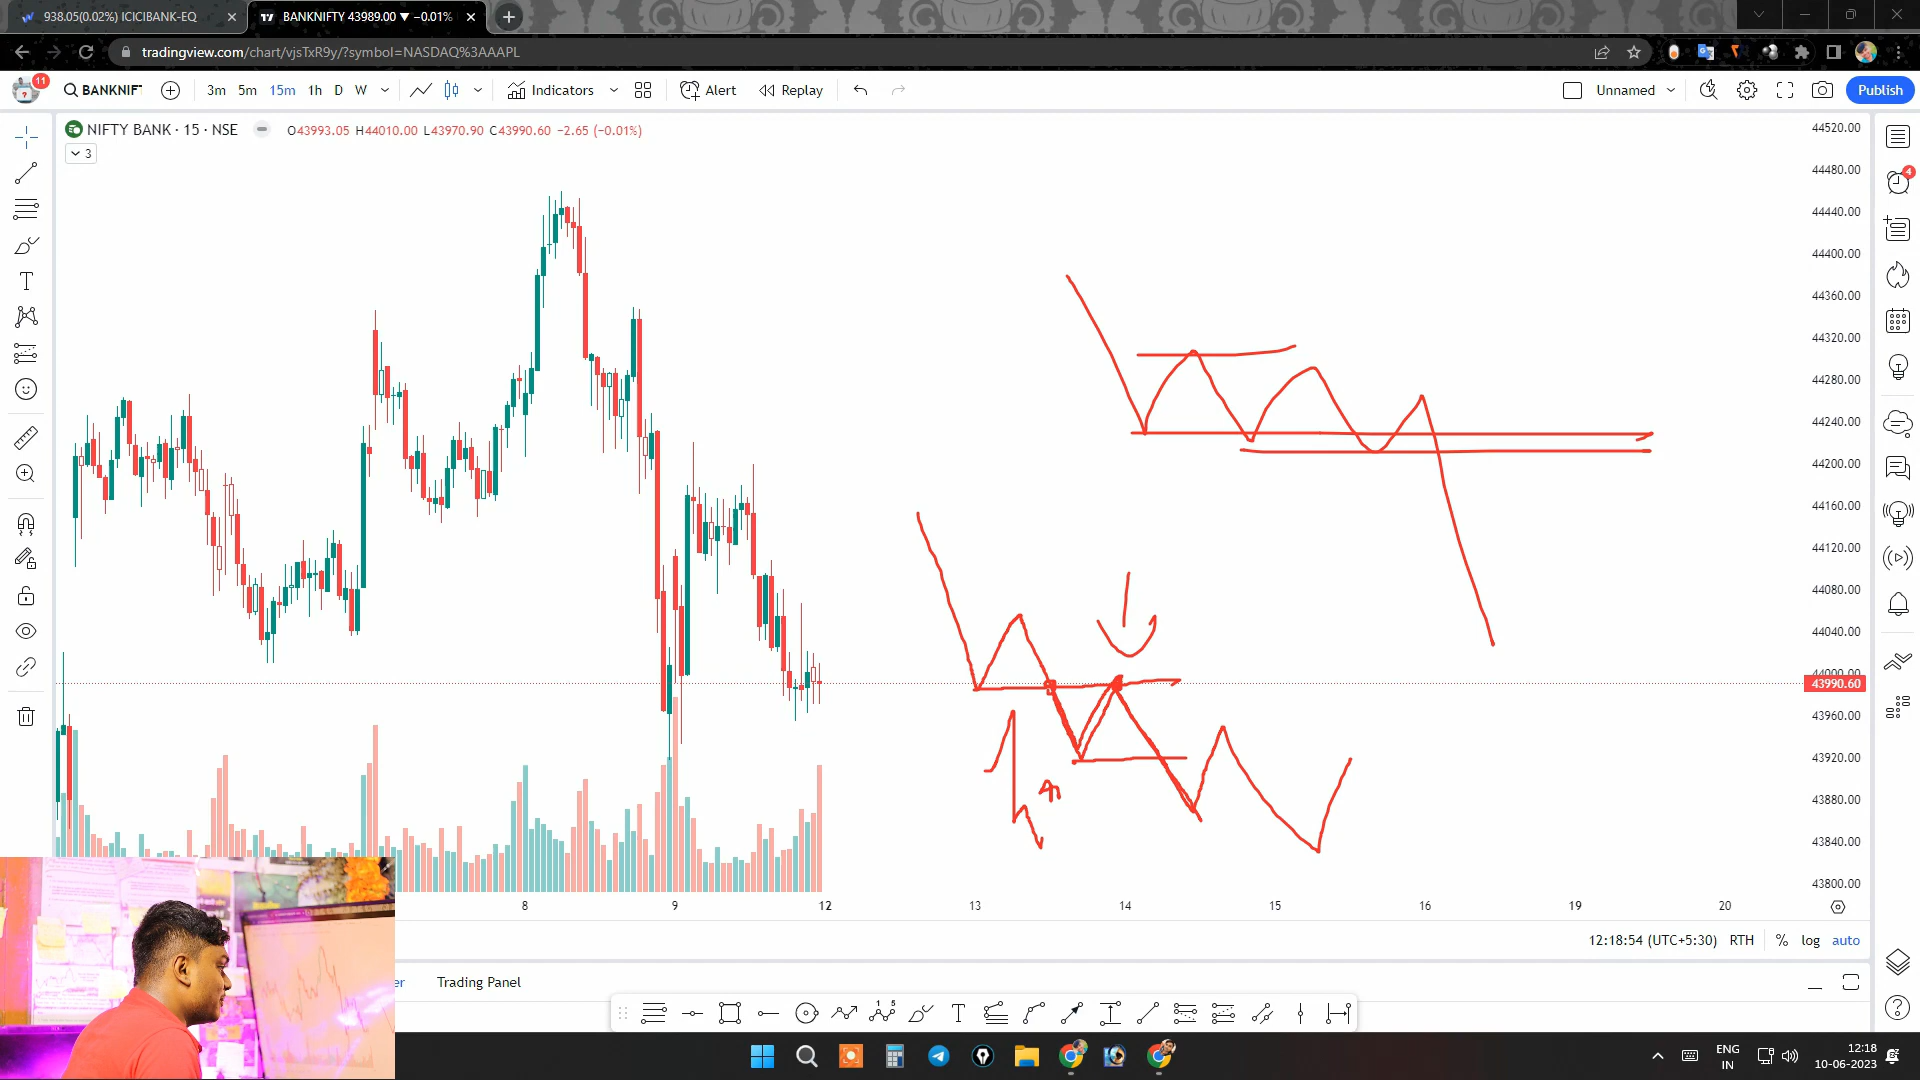 938.05(0.02%) ICICIBANK-EQ
BANKNIFTY 43989.00 ▼ −0.01%
tradingview.com/chart/vjsTxR9y/?symbol=NASDAQ%3AAAPL
11
BANKNIF
3m 5m 15m 1h D W
Indicators
Alert
Replay
Unnamed
Publish
NIFTY BANK · 15 · NSE
O43993.05 H44010.00 L43970.90 C43990.60 −2.65 (−0.01%)
3
4
44520.00
44480.00
44440.00
44400.00
44360.00
44320.00
44280.00
44240.00
44200.00
44160.00
44120.00
44080.00
44040.00
44000.00
43990.60
43960.00
43920.00
43880.00
43840.00
43800.00
8 9 12 13 14 15 16 19 20
12:18:54 (UTC+5:30) RTH % log auto
er Trading Panel
ENG
IN
12:18
10-06-2023